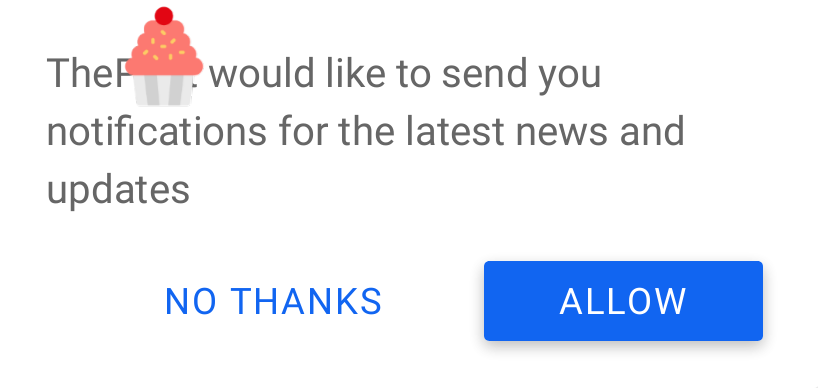 would like to send you
notifications for the latest news and
updates
NO THANKS
ALLOW